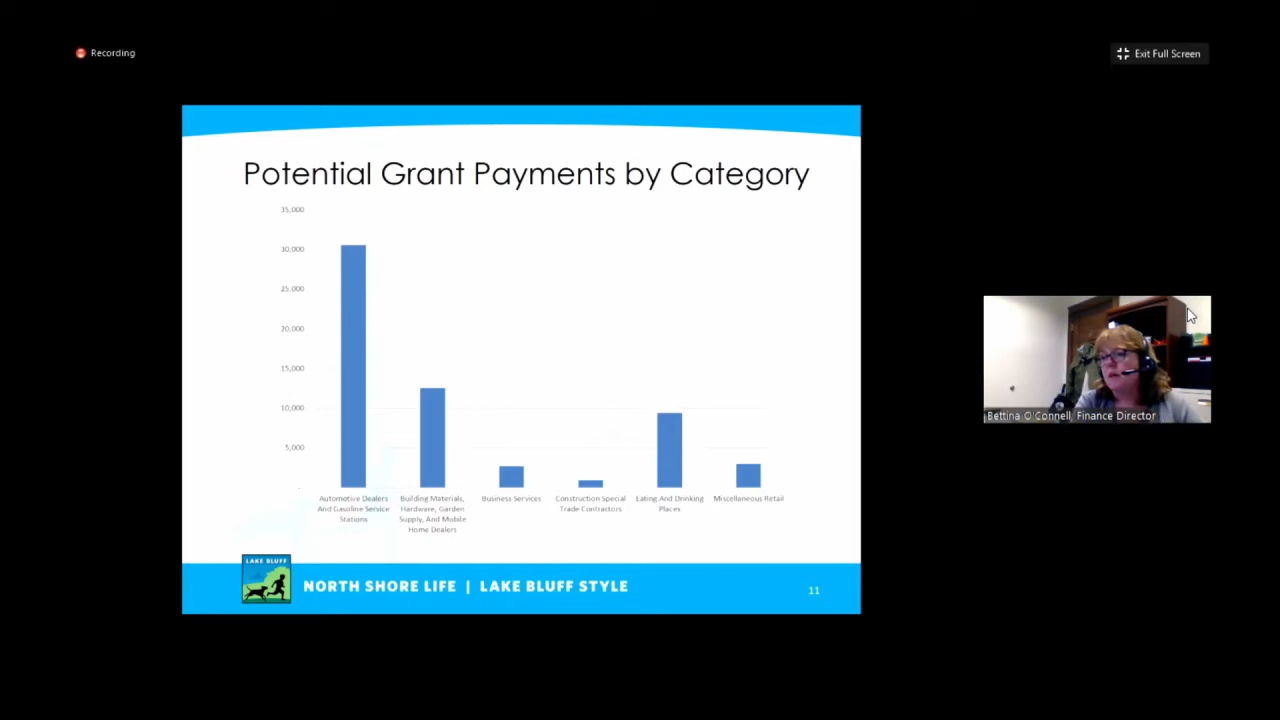 Recording
Exit Full Screen
Potential Grant Payments by Category
35,000
30,000
25,000
20,000
15,000
10,000
5,000
-
Automotive Dealers
And Gasoline Service
Stations
Building Materials,
Hardware, Garden
Supply, And Mobile
Home Dealers
Business Services
Construction Special
Trade Contractors
Eating And Drinking
Places
Miscellaneous Retail
Bettina O'Connell, Finance Director
LAKE BLUFF
NORTH SHORE LIFE | LAKE BLUFF STYLE
11